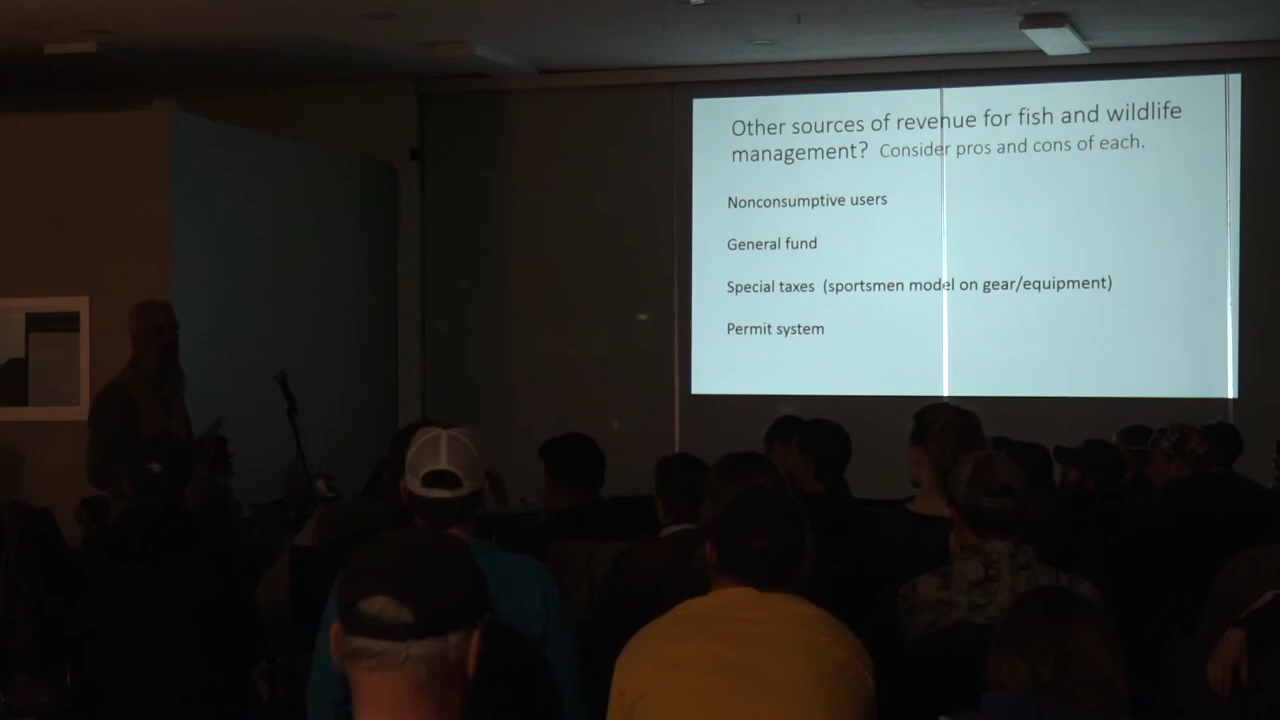 Other sources of revenue for fish and wildlife
management? Consider pros and cons of each.
Nonconsumptive users
General fund
Special taxes (sportsmen model on gear/equipment)
Permit system